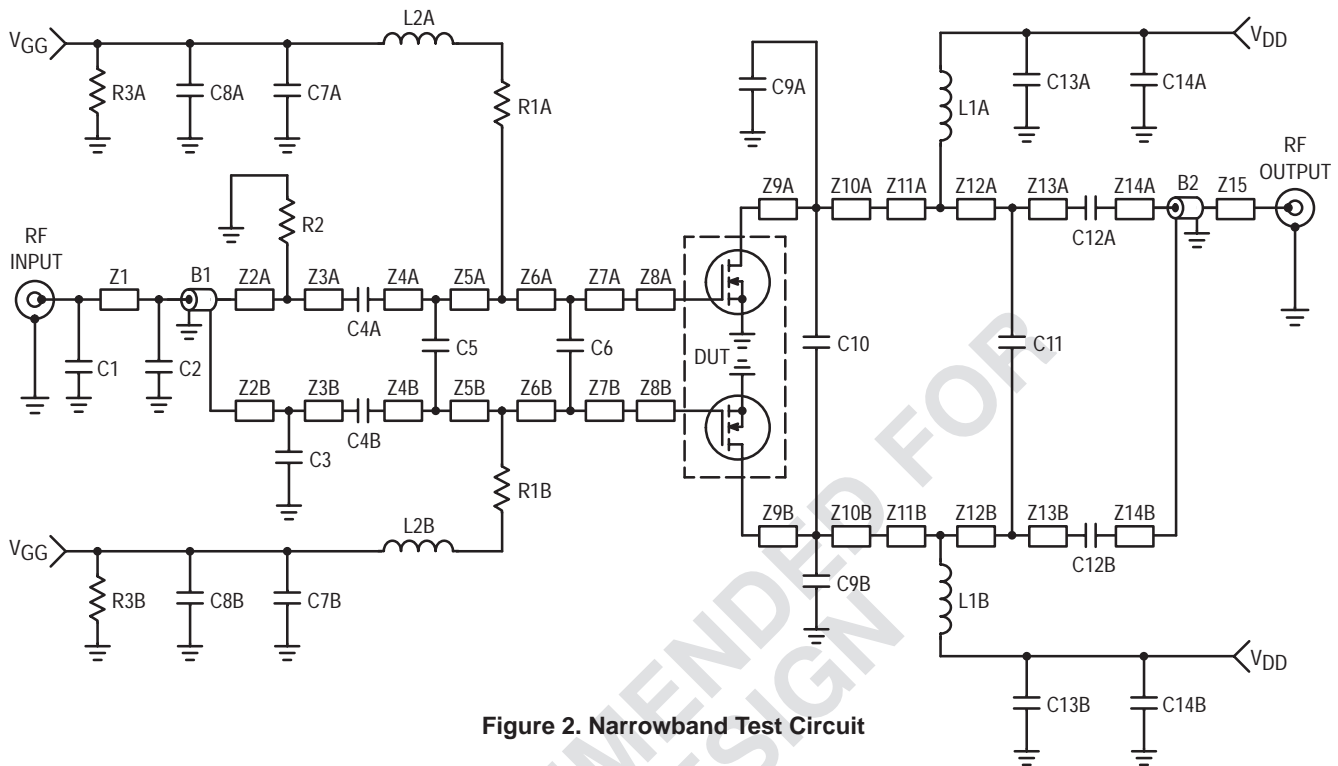 L2A
VGG
VDD
R3A
C8A
C7A
R1A
C9A
L1A
C13A
C14A
RF
OUTPUT
R2
Z9A
Z10A
Z11A
Z12A
Z13A
Z14A
B2
Z15
C12A
RF
INPUT
Z1
B1
Z2A
Z3A
Z4A
Z5A
Z6A
Z7A
Z8A
C4A
C1
C2
C5
C6
DUT
C10
C11
Z2B
Z3B
Z4B
Z5B
Z6B
Z7B
Z8B
C4B
C3
R1B
Z9B
Z10B
Z11B
Z12B
Z13B
Z14B
C12B
L2B
VGG
R3B
C8B
C7B
C9B
L1B
VDD
C13B
C14B
Figure 2. Narrowband Test Circuit
MENDED FOR
DESIGN